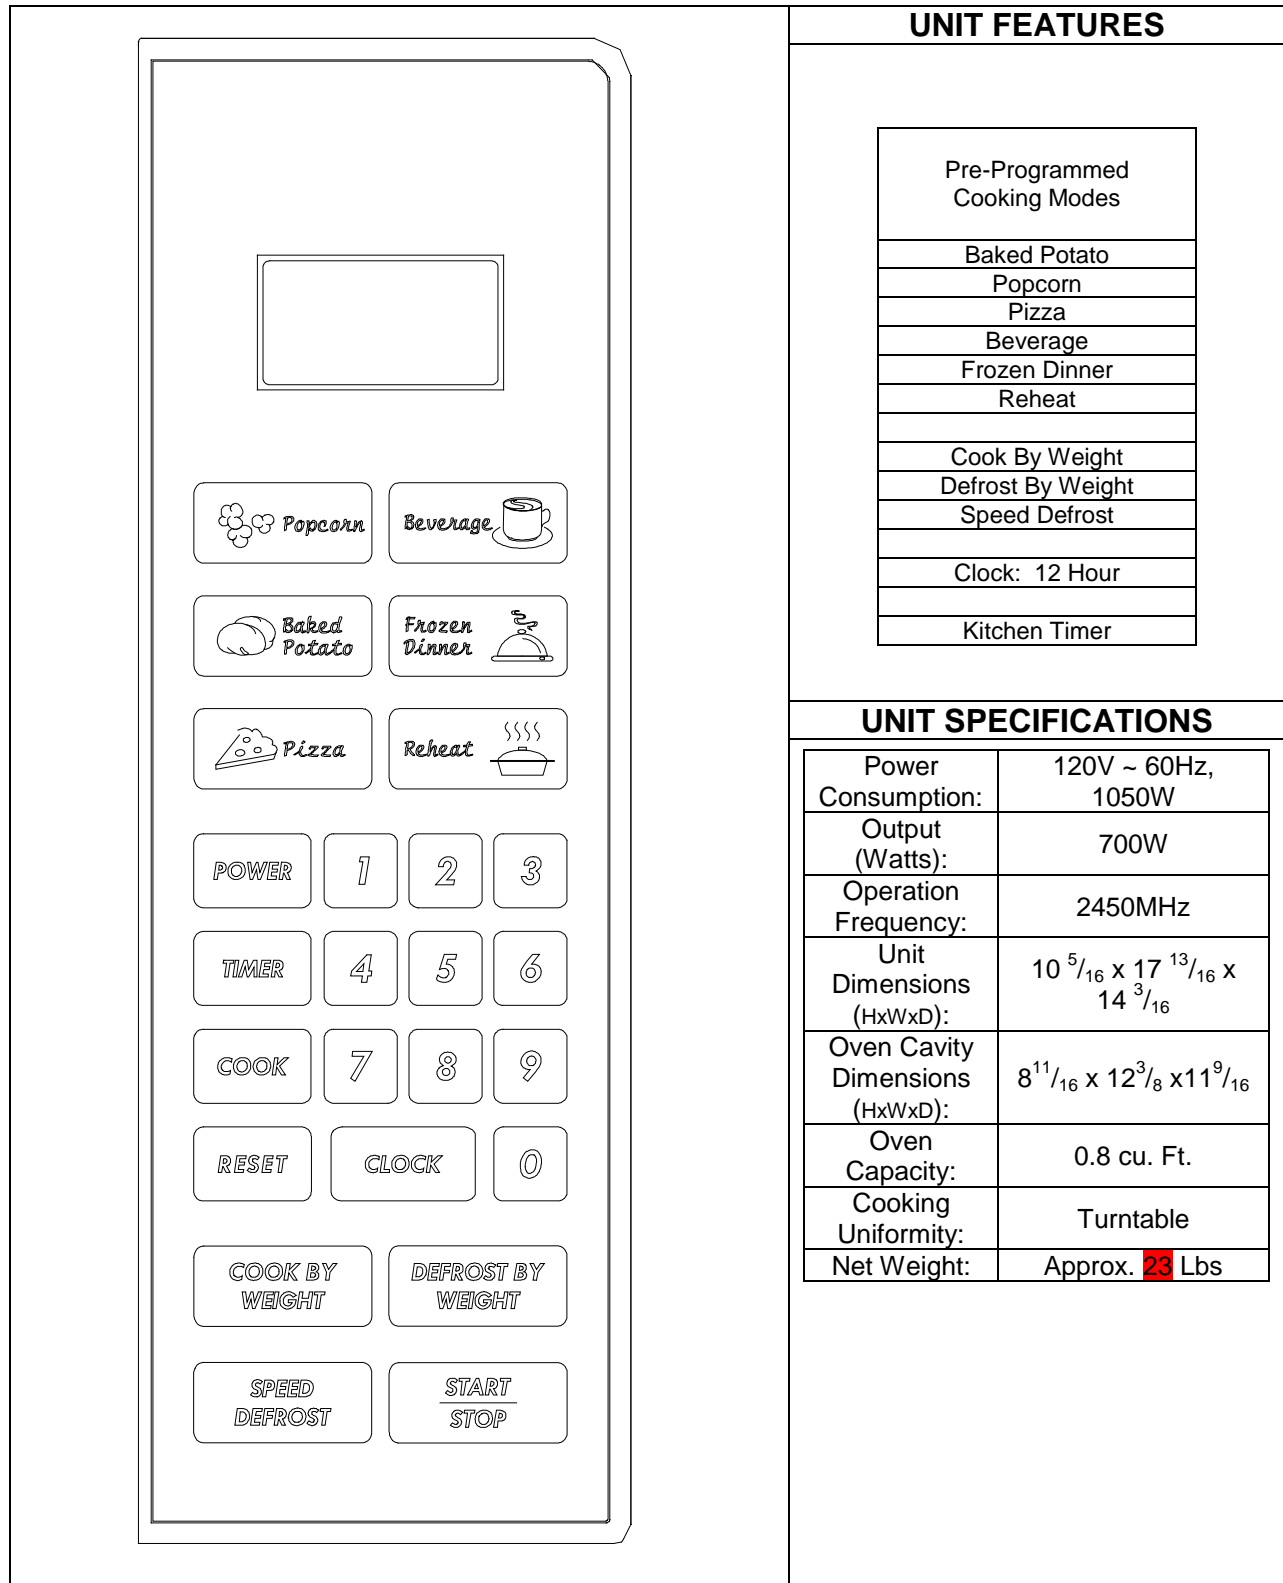 Popcorn
Beverage
Baked
Potato
Frozen
Dinner
Pizza
Reheat
POWER 1 2 3
TIMER 4 5 6
COOK 7 8 9
RESET CLOCK 0
COOK BY
WEIGHT
DEFROST BY
WEIGHT
SPEED
DEFROST
START
STOP
UNIT FEATURES
Pre-Programmed
Cooking Modes
Baked Potato
Popcorn
Pizza
Beverage
Frozen Dinner
Reheat
Cook By Weight
Defrost By Weight
Speed Defrost
Clock: 12 Hour
Kitchen Timer
UNIT SPECIFICATIONS
Power
Consumption:
120V ~ 60Hz,
1050W
Output
(Watts):
700W
Operation
Frequency:
2450MHz
Unit
Dimensions
(HxWxD):
10 5/16 x 17 13/16 x
14 3/16
Oven Cavity
Dimensions
(HxWxD):
8 11/16 x 12 3/8 x11 9/16
Oven
Capacity:
0.8 cu. Ft.
Cooking
Uniformity:
Turntable
Net Weight:
Approx. 23 Lbs